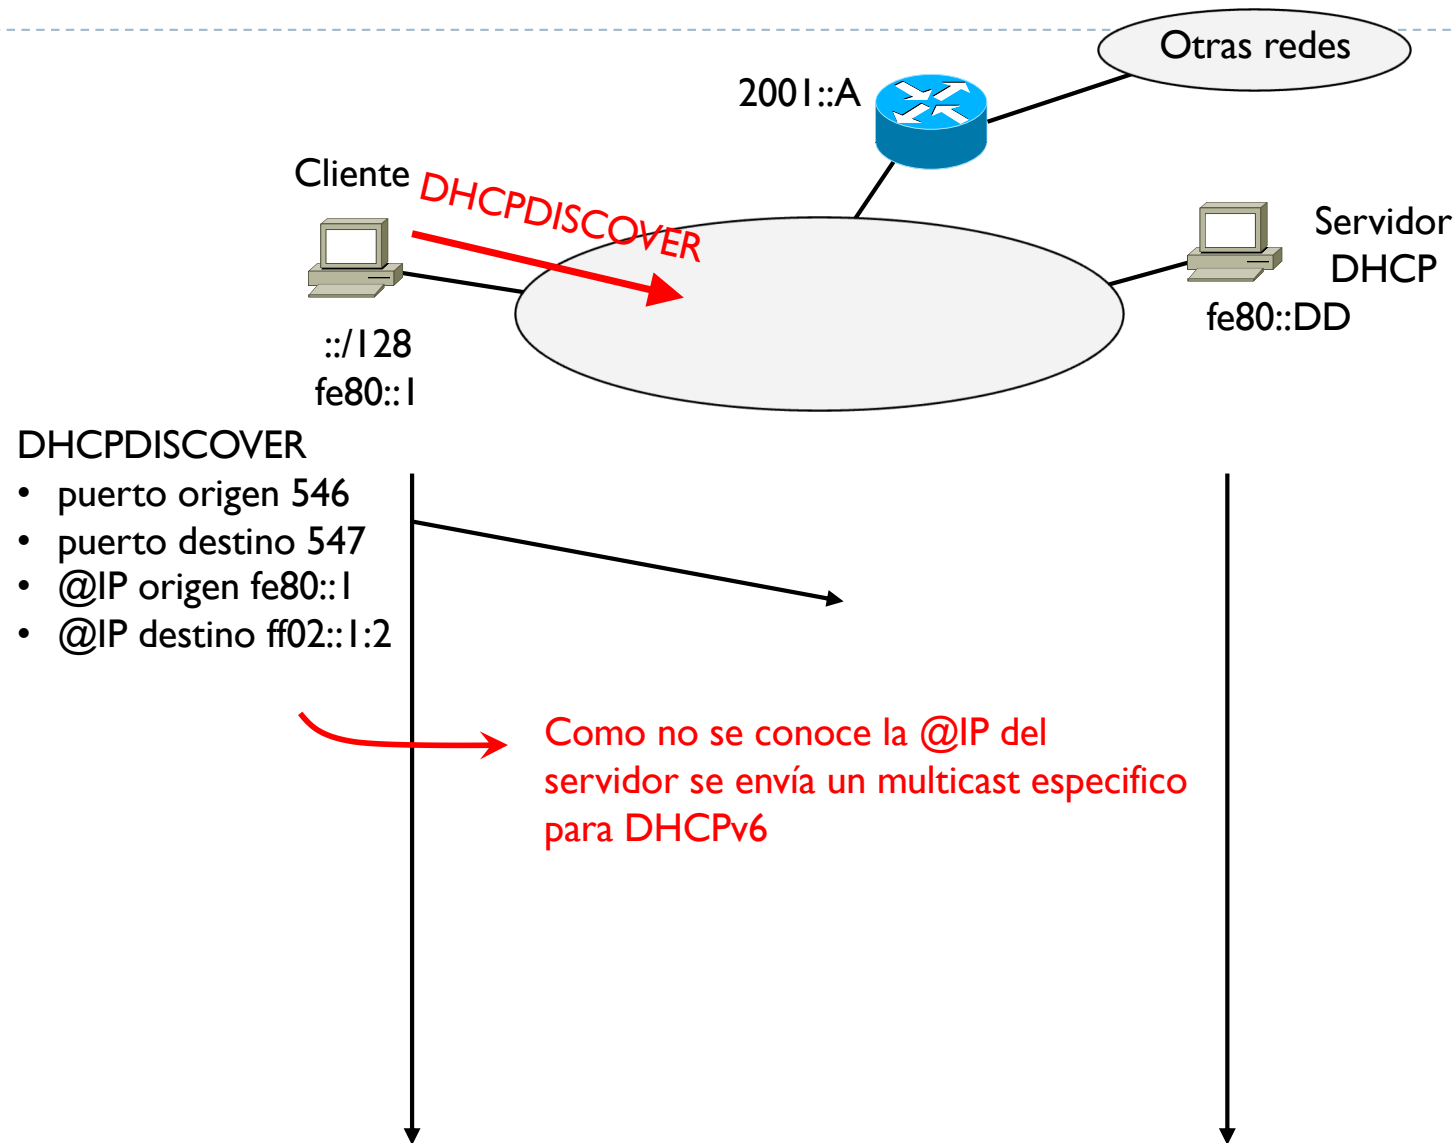 Otras redes
2001::A
Cliente
DHCPDISCOVER
Servidor
DHCP
fe80::DD
::/128
fe80::1
DHCPDISCOVER
• puerto origen 546
• puerto destino 547
• @IP origen fe80::1
• @IP destino ff02::1:2
Como no se conoce la @IP del
servidor se envía un multicast especifico
para DHCPv6